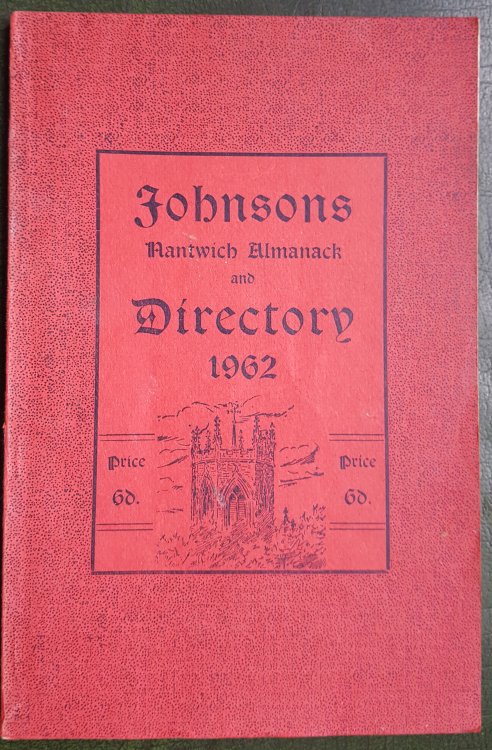 Johnsons
Nantwich Almanack
and
Directory
1962
Price
6d.
Price
6d.